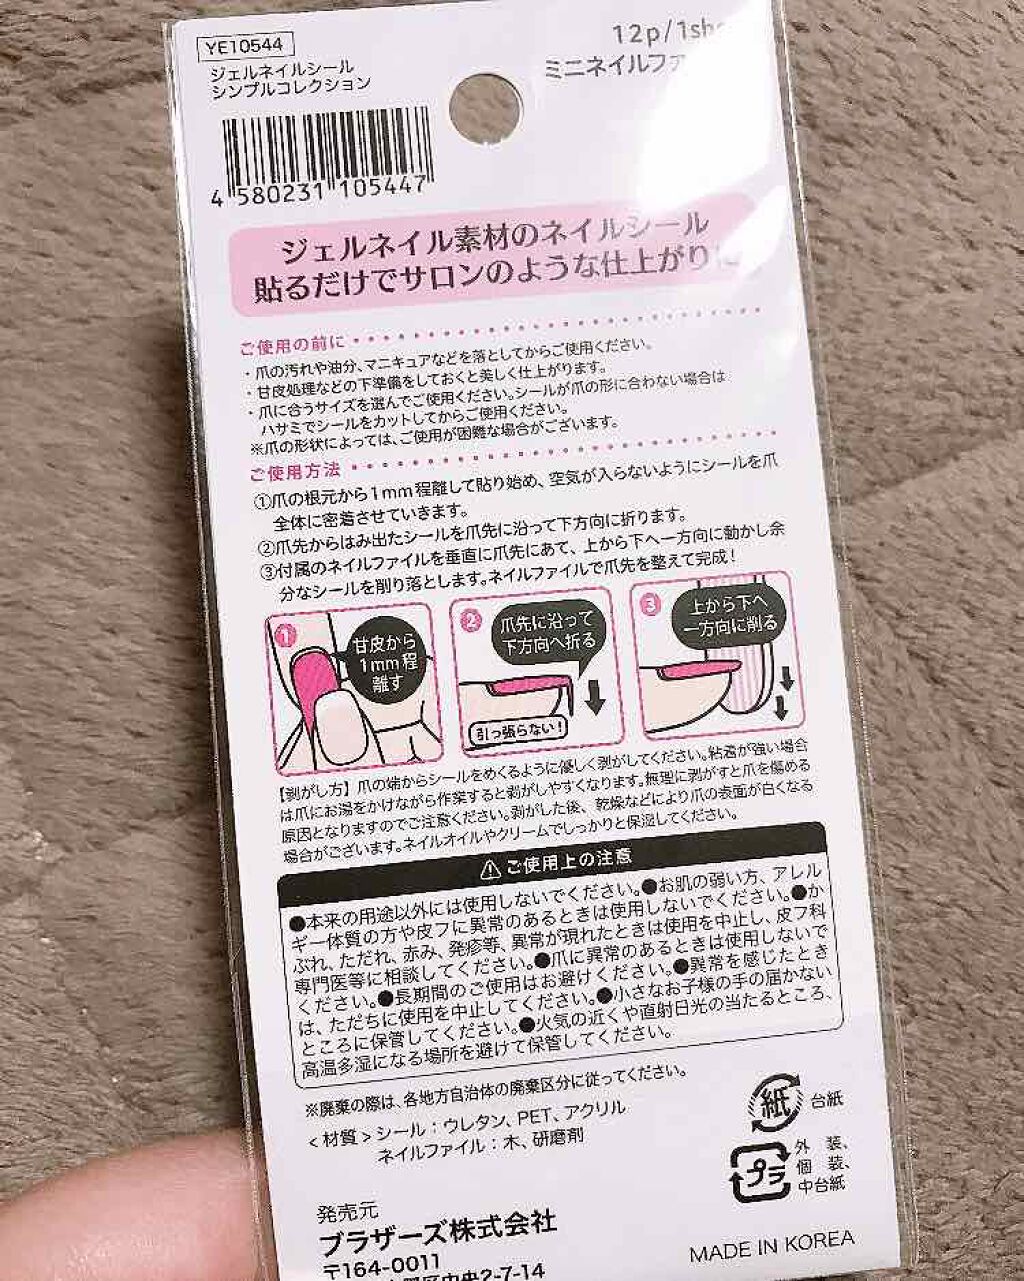 YE10544
ジェルネイルシール
シンプルコレクション
12p/1sh
ミニネイルファ
4 580231 105447
ジェルネイル素材のネイルシール
貼るだけでサロンのような仕上がりに
ご使用の前に
・爪の汚れや油分、マニキュアなどを落としてからご使用ください。
・甘皮処理などの下準備をしておくと美しく仕上がります。
・爪に合うサイズを選んでご使用ください。シールが爪の形に合わない場合は
ハサミでシールをカットしてからご使用ください。
※爪の形状によっては、ご使用が困難な場合がございます。
ご使用方法
①爪の根元から1mm程離して貼り始め、空気が入らないようにシールを爪
全体に密着させていきます。
②爪先からはみ出たシールを爪先に沿って下方向に折ります。
③付属のネイルファイルを垂直に爪先にあて、上から下へ一方向に動かし余
分なシールを削り落とします。ネイルファイルで爪先を整えて完成!
1
甘皮から
1mm程
離す
2
爪先に沿って
下方向へ折る
引っ張らない!
3
上から下へ
一方向に削る
【剥がし方】爪の端からシールをめくるように優しく剥がしてください。粘着が強い場合
は爪にお湯をかけながら作業すると剥がしやすくなります。無理に剥がすと爪を傷める
原因となりますのでご注意ください。剥がした後、乾燥などにより爪の表面が白くなる
場合がございます。ネイルオイルやクリームでしっかりと保湿してください。
⚠ご使用上の注意
●本来の用途以外には使用しないでください。●お肌の弱い方、アレル
ギー体質の方や皮フに異常のあるときは使用しないでください。●か
ぶれ、ただれ、赤み、発疹等、異常が現れたときは使用を中止し、皮フ科
専門医等に相談してください。●爪に異常のあるときは使用しないで
ください。●長期間のご使用はお避けください。●異常を感じたとき
は、ただちに使用を中止してください。●小さなお子様の手の届かない
ところに保管してください。●火気の近くや直射日光の当たるところ、
高温多湿になる場所を避けて保管してください。
※廃棄の際は、各地方自治体の廃棄区分に従ってください。
<材質>シール:ウレタン、PET、アクリル
ネイルファイル:木、研磨剤
紙 台紙
プラ 外 装、
個 装、
中台紙
発売元
ブラザーズ株式会社
〒164-0011
区中央2-7-14
MADE IN KOREA